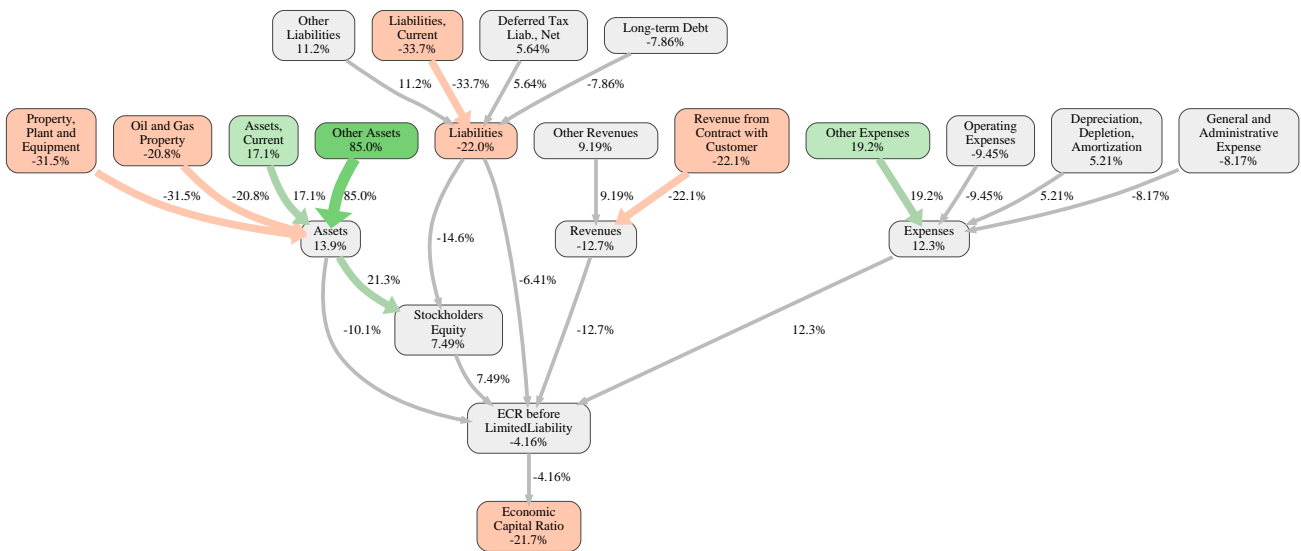 Other
Liabilities
11.2%
Liabilities,
Current
-33.7%
Deferred Tax
Liab., Net
5.64%
Long-term Debt
-7.86%
11.2%
-33.7%
5.64%
-7.86%
Property,
Plant and
Equipment
-31.5%
Oil and Gas
Property
-20.8%
Assets,
Current
17.1%
Other Assets
85.0%
Liabilities
-22.0%
Other Revenues
9.19%
Revenue from
Contract with
Customer
-22.1%
Other Expenses
19.2%
Operating
Expenses
-9.45%
Depreciation,
Depletion,
Amortization
5.21%
General and
Administrative
Expense
-8.17%
-31.5%
-20.8%
17.1%
85.0%
9.19%
-22.1%
19.2%
-9.45%
5.21%
-8.17%
Assets
13.9%
Revenues
-12.7%
Expenses
12.3%
-14.6%
21.3%
-6.41%
Stockholders
Equity
7.49%
-10.1%
-12.7%
12.3%
7.49%
ECR before
LimitedLiability
-4.16%
-4.16%
Economic
Capital Ratio
-21.7%